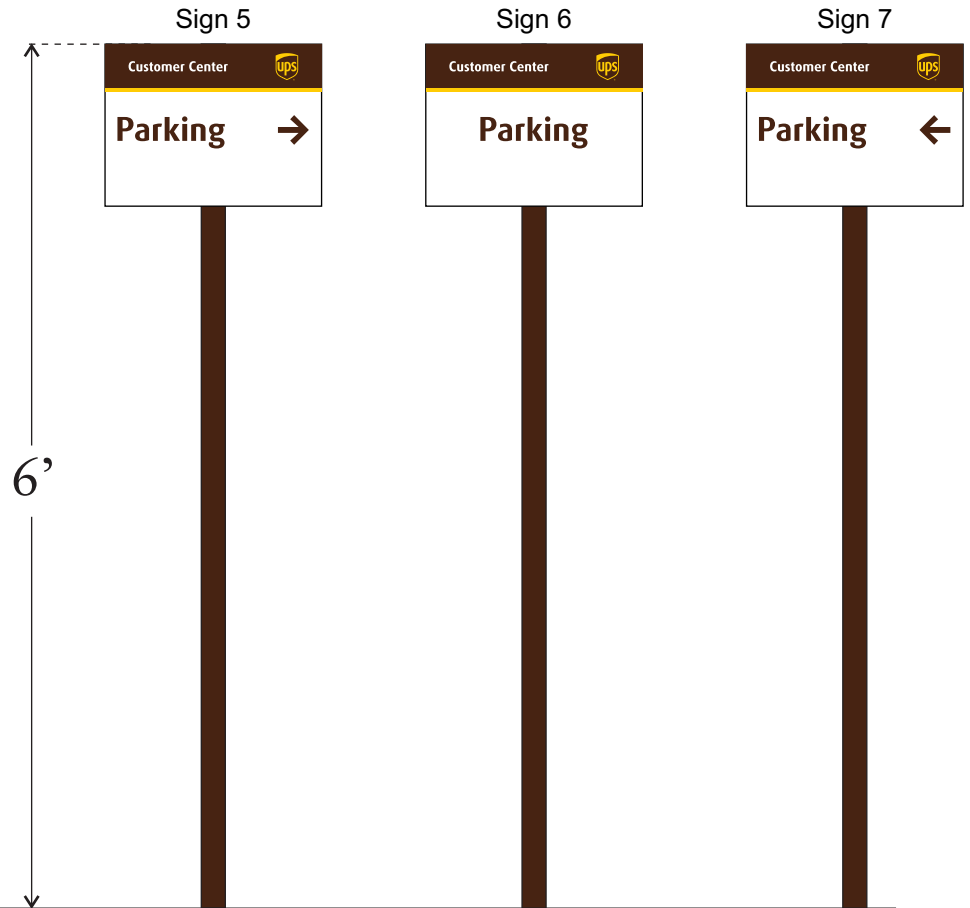 Sign 5
Sign 6
Sign 7
Customer Center ups
Customer Center ups
Customer Center ups
Parking →
Parking
Parking ←
6’